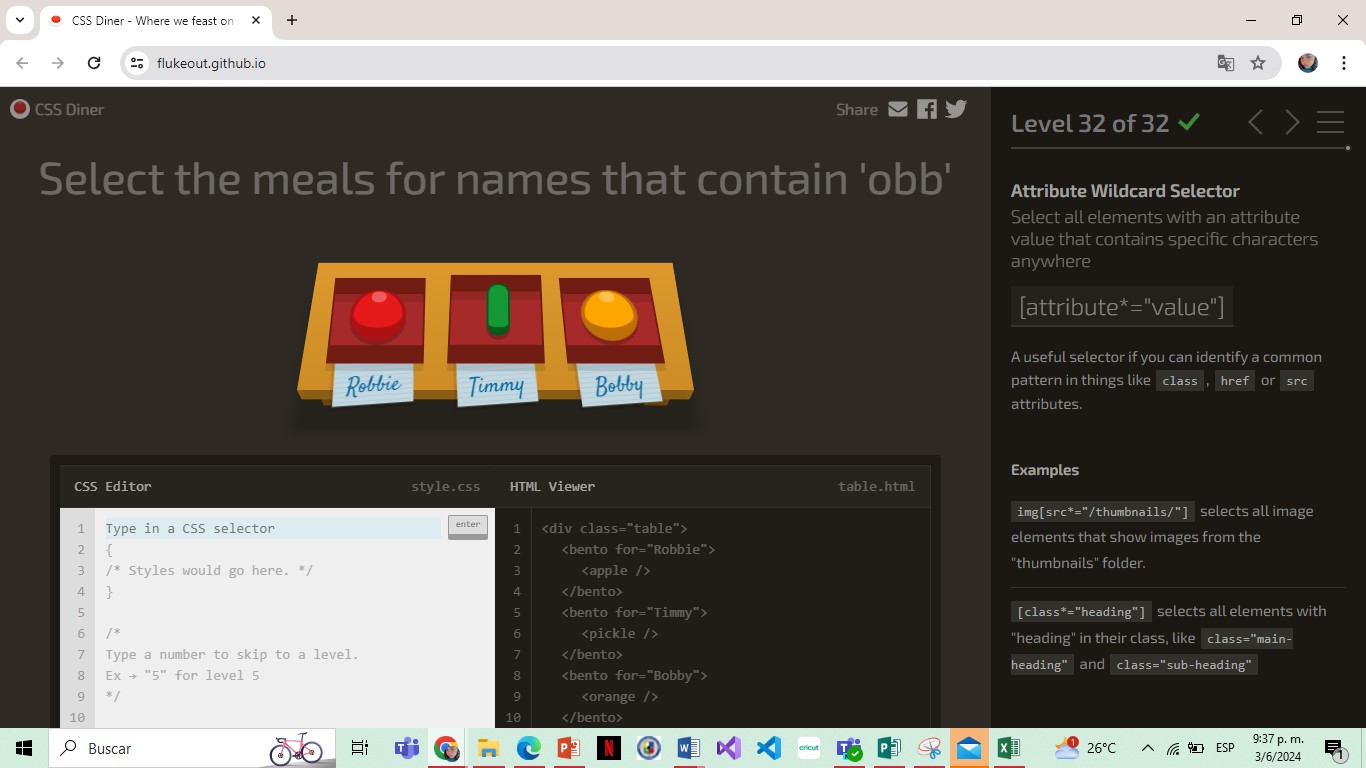 CSS Diner - Where we feast on
flukeout.github.io
CSS Diner
Share
Select the meals for names that contain 'obb'
Robbie
Timmy
Bobby
CSS Editor
style.css
1 Type in a CSS selector
enter
2 {
3 /* Styles would go here. */
4 }
5
6 /*
7 Type a number to skip to a level.
8 Ex → "5" for level 5
9 */
10
HTML Viewer
table.html
1 <div class="table">
2 <bento for="Robbie">
3 <apple />
4 </bento>
5 <bento for="Timmy">
6 <pickle />
7 </bento>
8 <bento for="Bobby">
9 <orange />
10 </bento>
Level 32 of 32
Attribute Wildcard Selector
Select all elements with an attribute
value that contains specific characters
anywhere
[attribute*="value"]
A useful selector if you can identify a common
pattern in things like class , href or src
attributes.
Examples
img[src*="/thumbnails/"] selects all image
elements that show images from the
"thumbnails" folder.
[class*="heading"] selects all elements with
"heading" in their class, like class="main-
heading" and class="sub-heading"
Buscar
cricut
1
26°C
ESP
9:37 p. m.
3/6/2024
1